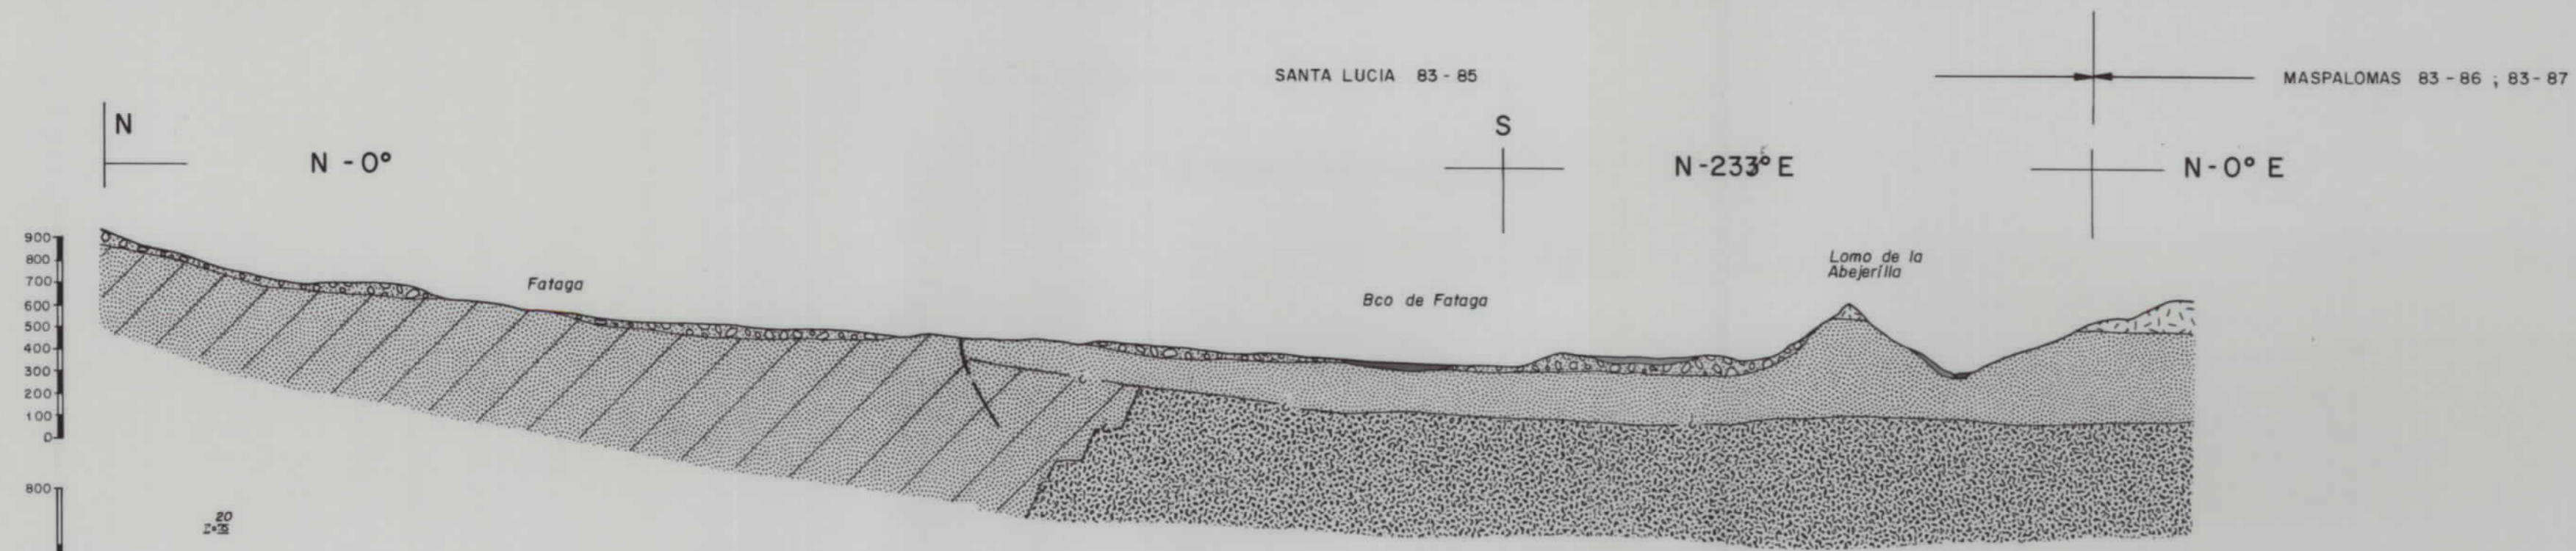 SANTA LUCIA 83-85
MASPALOMAS 83-86 ; 83-87
N
S
N - 0°
N-233° E
N-0° E
900
800
700
600
500
400
300
200
100
0
Fataga
Bco de Fataga
Lomo de la
Abejerilla
800
20